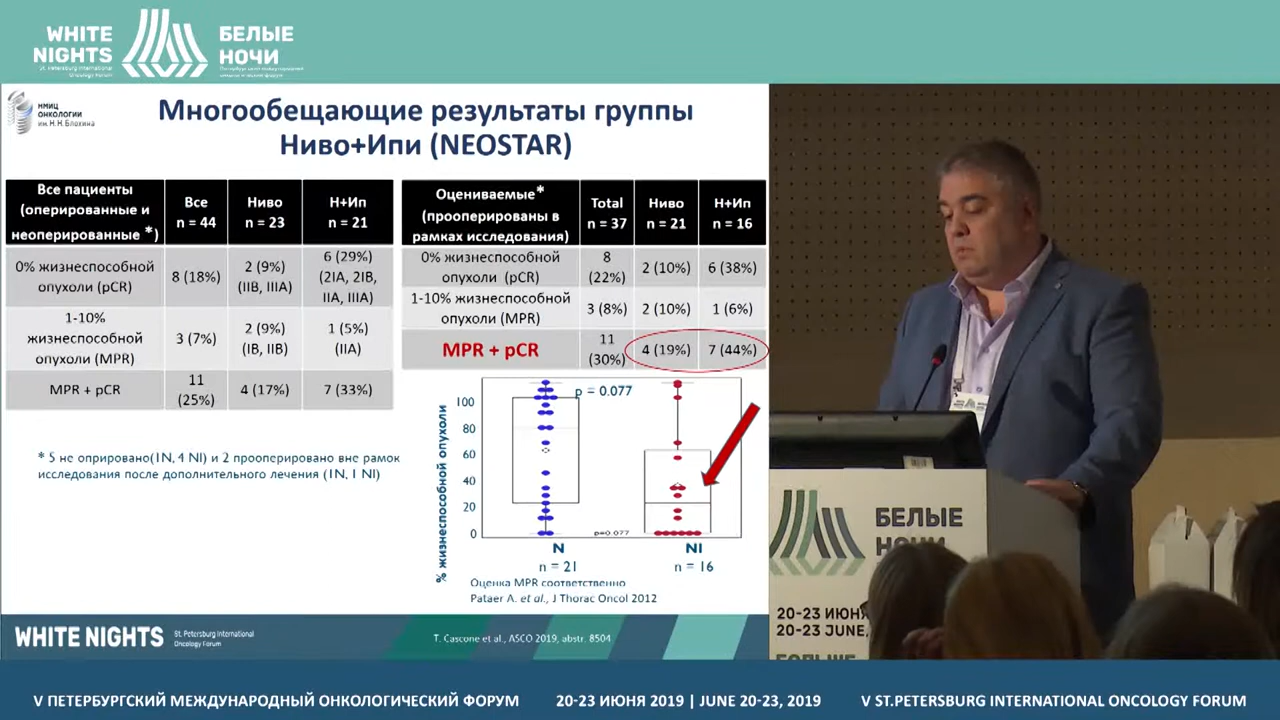 WHITE
NIGHTS
St. Petersburg International
Oncology Forum
БЕЛЫЕ
НОЧИ
НМИЦ
ОНКОЛОГИИ
им. Н. Н. Блохина
Многообещающие результаты группы
Ниво+Ипи (NEOSTAR)
Все пациенты
(оперированные и
неоперированные *)
Все
n = 44
Ниво
n = 23
Н+Ип
n = 21
0% жизнеспособной
опухоли (pCR)
8 (18%)
2 (9%)
(IIB, IIIA)
6 (29%)
(2IA, 2IB,
IIA, IIIA)
1-10%
жизнеспособной
опухоли (MPR)
3 (7%)
2 (9%)
(IB, IIB)
1 (5%)
(IIA)
MPR + pCR
11
(25%)
4 (17%)
7 (33%)
* 5 не оприровано(1N, 4 NI) и 2 прооперировано вне рамок
исследования после дополнительного лечения (1N, 1 NI)
Оцениваемые*
(прооперированы в
рамках исследования)
Total
n = 37
Ниво
n = 21
Н+Ип
n = 16
0% жизнеспособной
опухоли (pCR)
8
(22%)
2 (10%)
6 (38%)
1-10% жизнеспособной
опухоли (MPR)
3 (8%)
2 (10%)
1 (6%)
MPR + pCR
11
(30%)
4 (19%)
7 (44%)
% жизнеспособной опухоли
100
80
60
40
20
0
p = 0.077
p=0.077
N
n = 21
NI
n = 16
Оценка MPR соответственно
Pataer A. et al., J Thorac Oncol 2012
WHITE NIGHTS
St. Petersburg International
Oncology Forum
T. Cascone et al., ASCO 2019, abstr. 8504
БЕЛЫЕ
НОЧИ
20-23 ИЮНЯ
20-23 JUNE,
БОЛЬШЕ
V ПЕТЕРБУРГСКИЙ МЕЖДУНАРОДНЫЙ ОНКОЛОГИЧЕСКИЙ ФОРУМ
20-23 ИЮНЯ 2019 | JUNE 20-23, 2019
V ST.PETERSBURG INTERNATIONAL ONCOLOGY FORUM